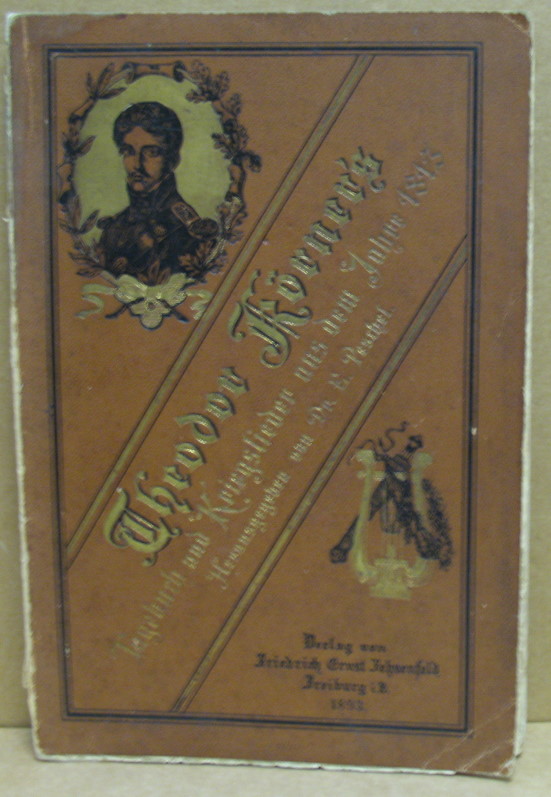 Theodor Körner's
Tagebuch und Kriegslieder aus dem Jahre 1813
Herausgegeben von Dr. E. Peschel.
Verlag von
Friedrich Ernst Fehsenfeld
Freiburg i/B.
1893